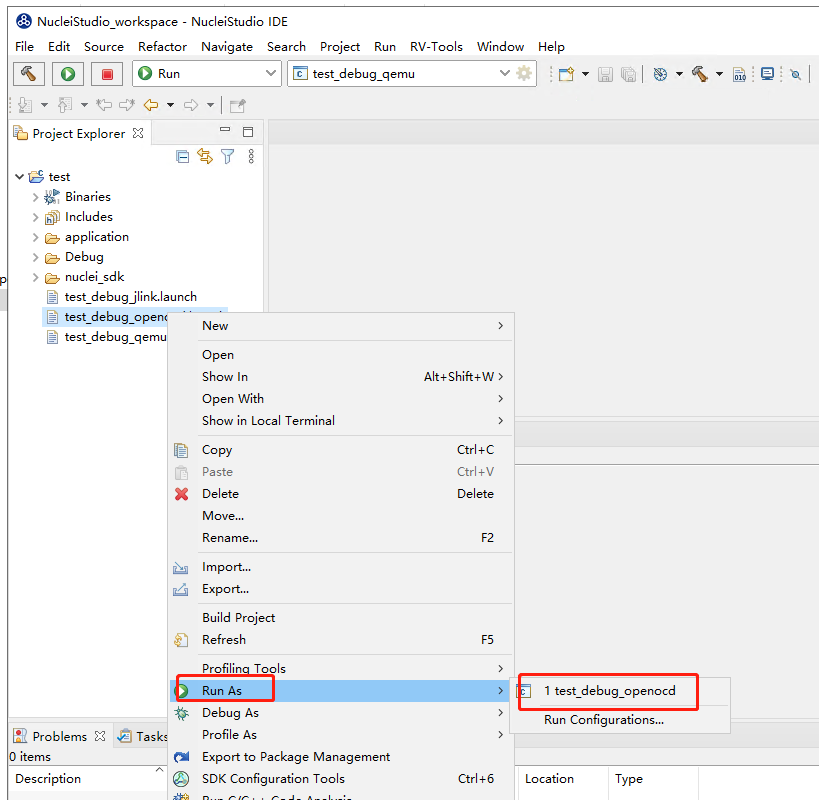 NucleiStudio_workspace - NucleiStudio IDE
File Edit Source Refactor Navigate Search Project Run RV-Tools Window Help
Run test_debug_qemu
Project Explorer
test
Binaries
Includes
application
Debug
nuclei_sdk
test_debug_jlink.launch
test_debug_openo
test_debug_qemu
New
Open
Show In Alt+Shift+W
Open With
Show in Local Terminal
Copy Ctrl+C
Paste Ctrl+V
Delete Delete
Move...
Rename... F2
Import...
Export...
Build Project
Refresh F5
Profiling Tools
Run As
1 test_debug_openocd
Debug As
Run Configurations...
Profile As
Export to Package Management
SDK Configuration Tools Ctrl+6
Run C/C++ Code Analysis
Problems Tasks
0 items
Description Location Type